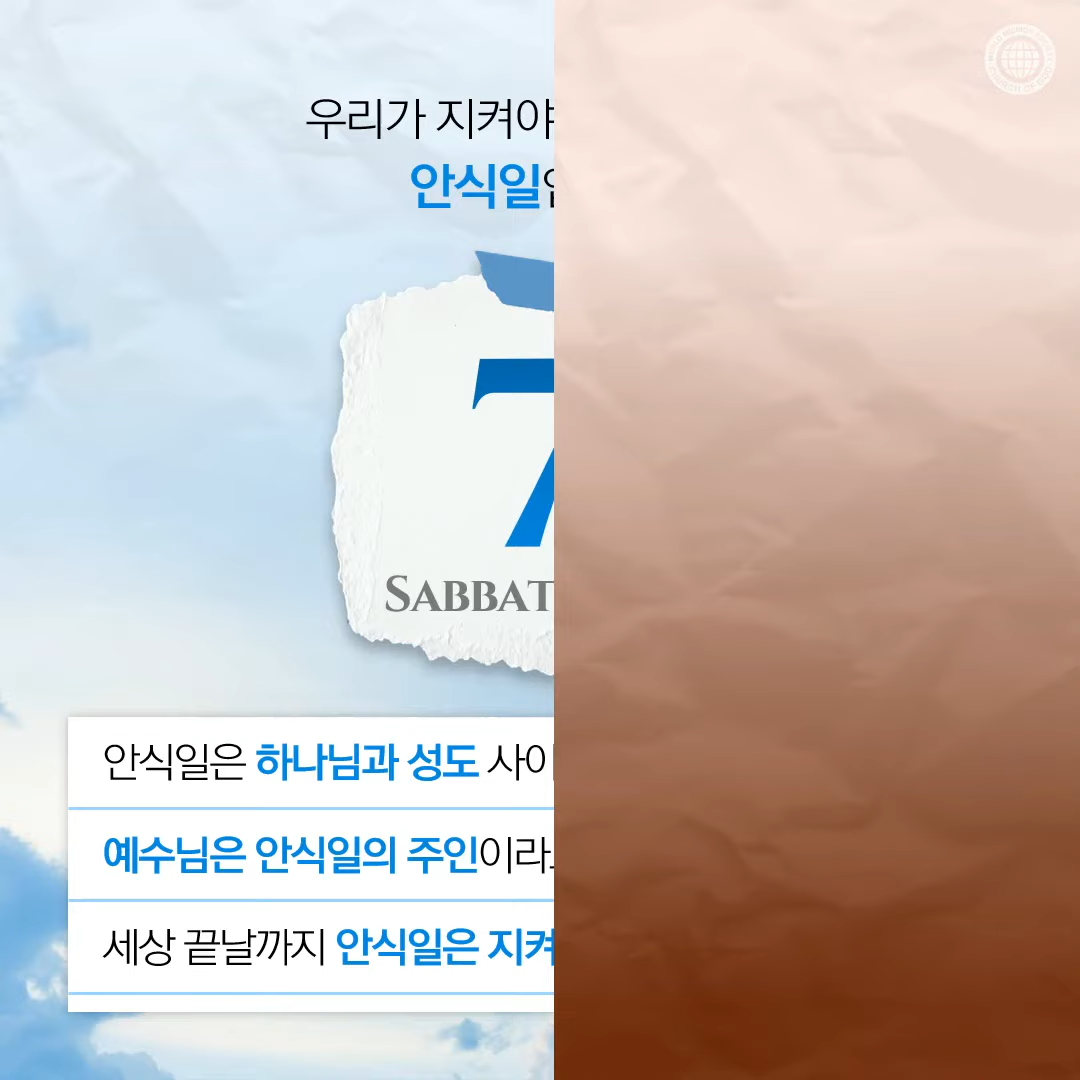 우리가 지켜야
안식일
7
SABBAT
안식일은 하나님과 성도 사이
예수님은 안식일의 주인이라
세상 끝날까지 안식일은 지켜